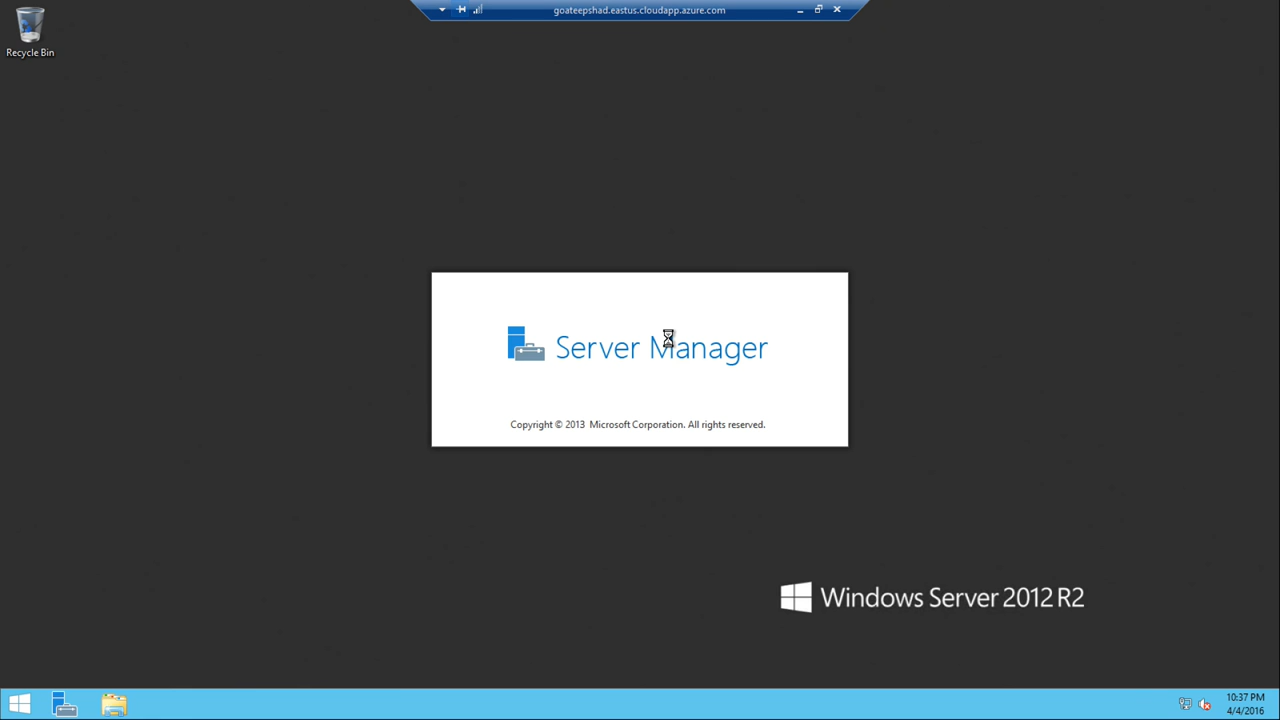 goateepshad.eastus.cloudapp.azure.com
Recycle Bin
Server Manager
Copyright © 2013 Microsoft Corporation. All rights reserved.
Windows Server 2012 R2
10:37 PM
4/4/2016